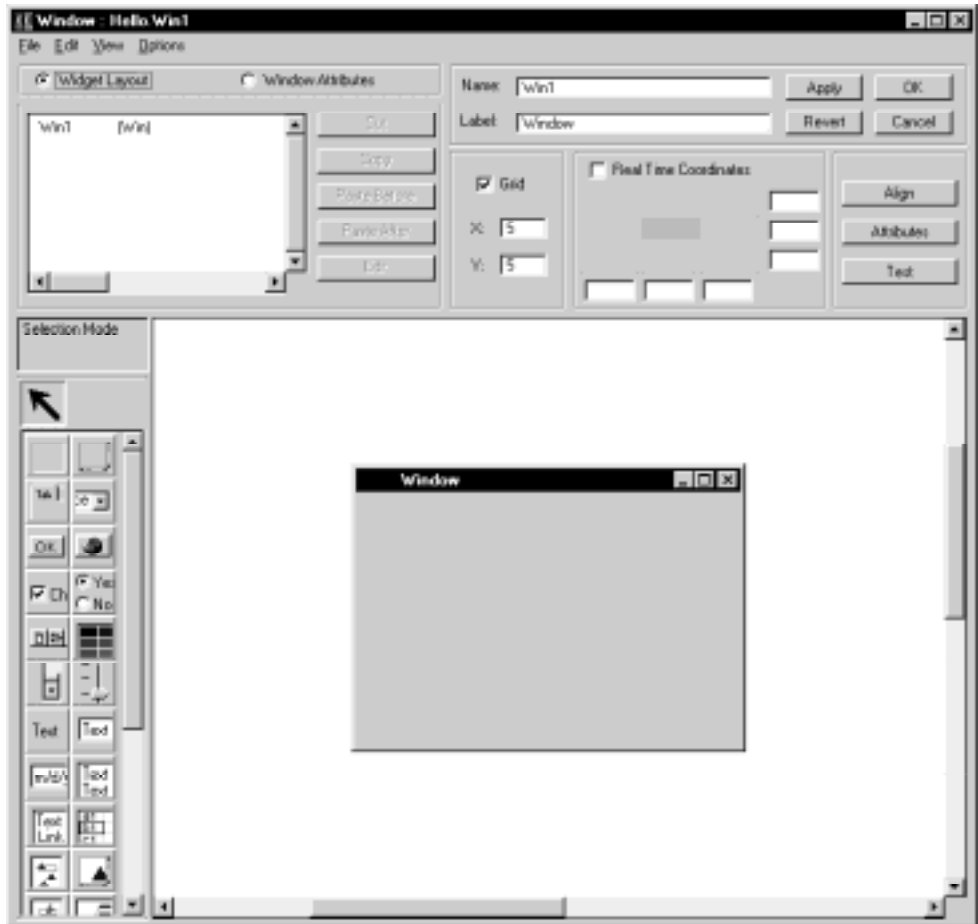 Window : Hello.Win1
File Edit View Options
Widget Layout Window Attributes
Name: Win1 Apply OK
Label: Window Revert Cancel
Win1 (Win)
Cut
Copy
Paste Before
Paste After
Edit
Grid
X: 5
Y: 5
Real Time Coordinates
Align
Attributes
Test
Selection Mode
Window
OK
Ch
Yes
No
Text Text
m/d/y Text
Text
Text
Link